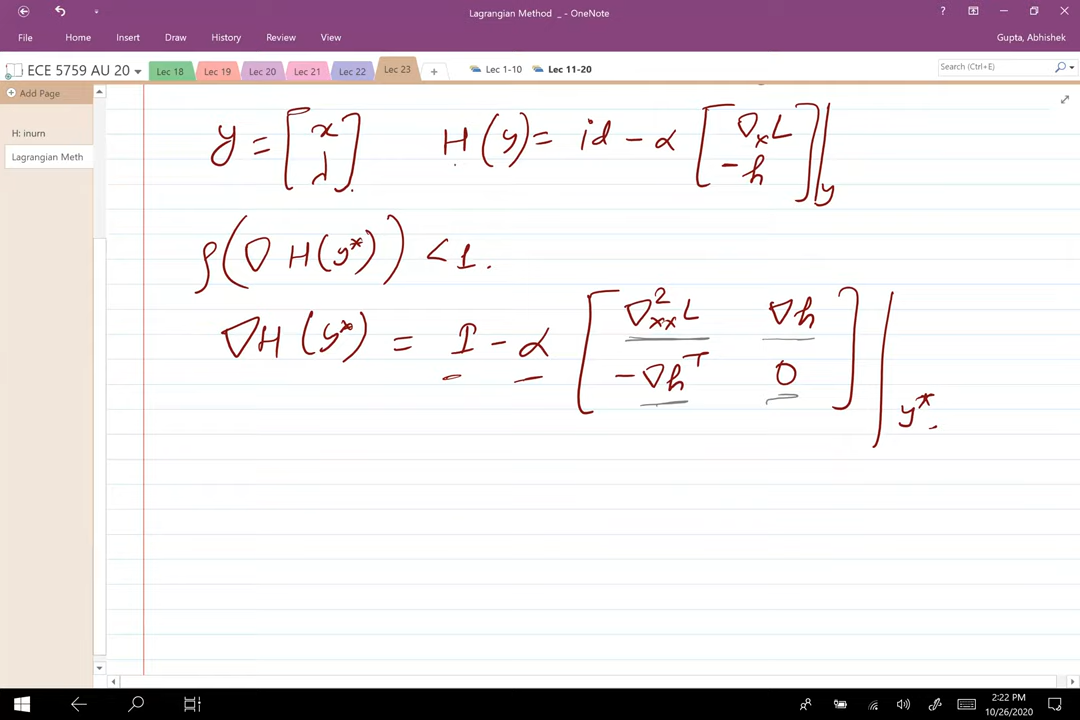 Lagrangian Method _ - OneNote
? Gupta, Abhishek
File Home Insert Draw History Review View
ECE 5759 AU 20 Lec 18 Lec 19 Lec 20 Lec 21 Lec 22 Lec 23 + Lec 1-10 Lec 11-20 Search (Ctrl+E)
Add Page
H: inurn
Lagrangian Meth
y = [x λ] H(y) = id - α [∇ₓL -h]|y
ρ(∇H(y*)) < 1.
∇H(y*) = I - α [∇²ₓₓL ∇h -∇hᵀ 0]|y*
2:22 PM
10/26/2020